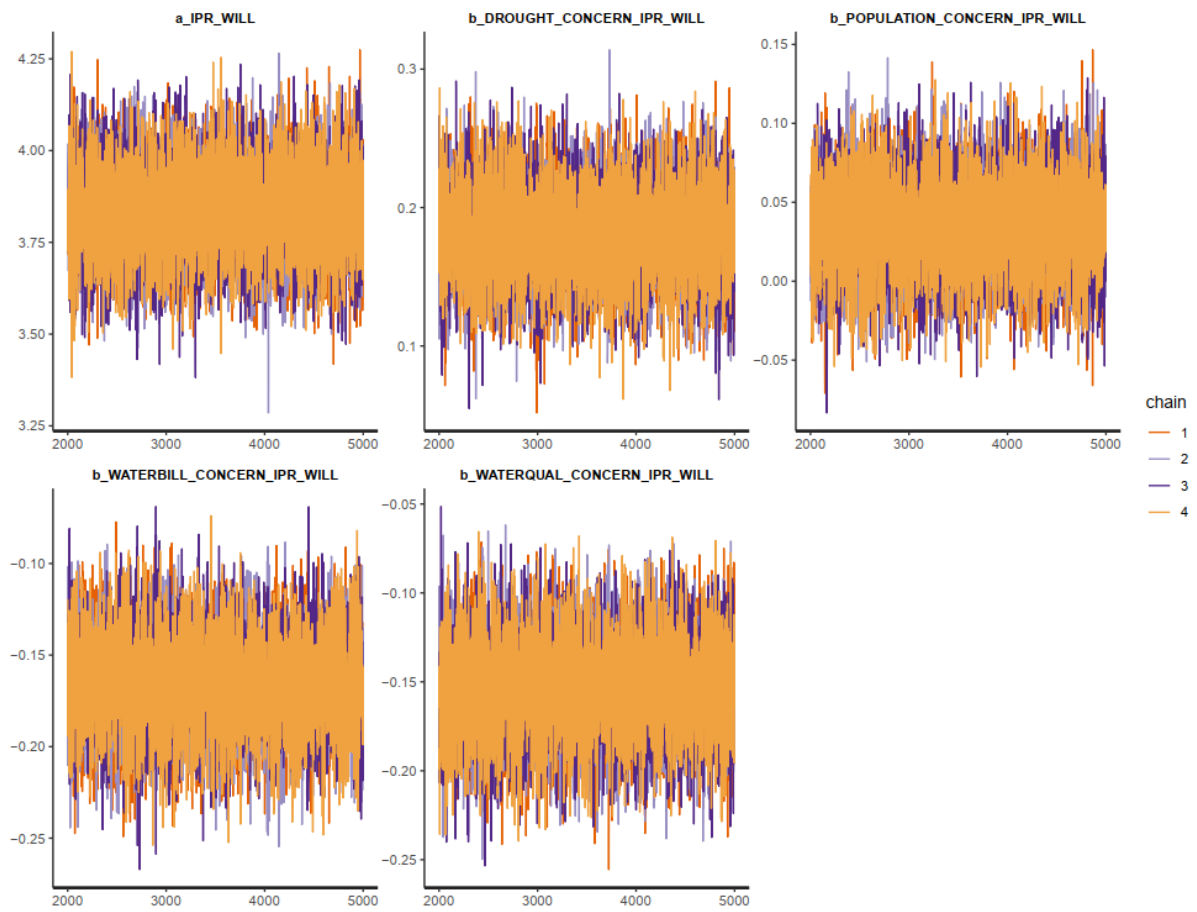 a_IPR_WILL
b_DROUGHT_CONCERN_IPR_WILL
b_POPULATION_CONCERN_IPR_WILL
4.25
4.00
3.75
3.50
3.25
2000 3000 4000 5000
0.3
0.2
0.1
2000 3000 4000 5000
0.15
0.10
0.05
0.00
−0.05
2000 3000 4000 5000
b_WATERBILL_CONCERN_IPR_WILL
b_WATERQUAL_CONCERN_IPR_WILL
−0.10
−0.15
−0.20
−0.25
2000 3000 4000 5000
−0.05
−0.10
−0.15
−0.20
−0.25
2000 3000 4000 5000
chain
1
2
3
4